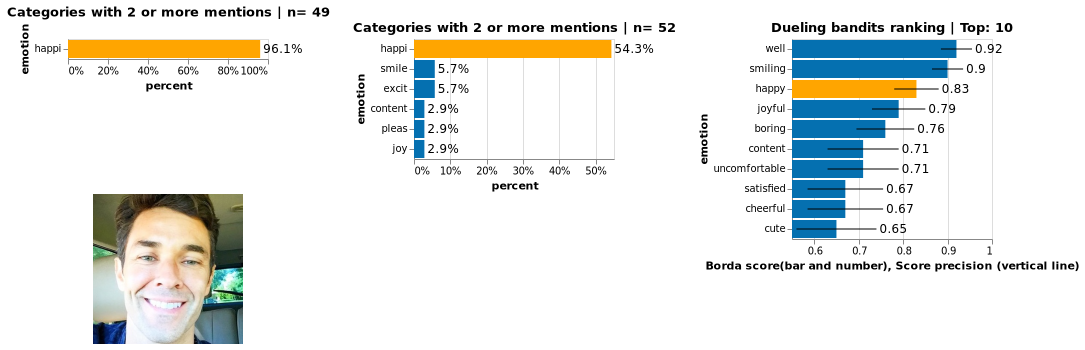 Categories with 2 or more mentions | n= 49
emotion
happi
96.1%
0% 20% 40% 60% 80% 100%
percent
Categories with 2 or more mentions | n= 52
emotion
happi 54.3%
smile 5.7%
excit 5.7%
content 2.9%
pleas 2.9%
joy 2.9%
0% 10% 20% 30% 40% 50%
percent
Dueling bandits ranking | Top: 10
emotion
well 0.92
smiling 0.9
happy 0.83
joyful 0.79
boring 0.76
content 0.71
uncomfortable 0.71
satisfied 0.67
cheerful 0.67
cute 0.65
0.6 0.7 0.8 0.9 1
Borda score(bar and number), Score precision (vertical line)